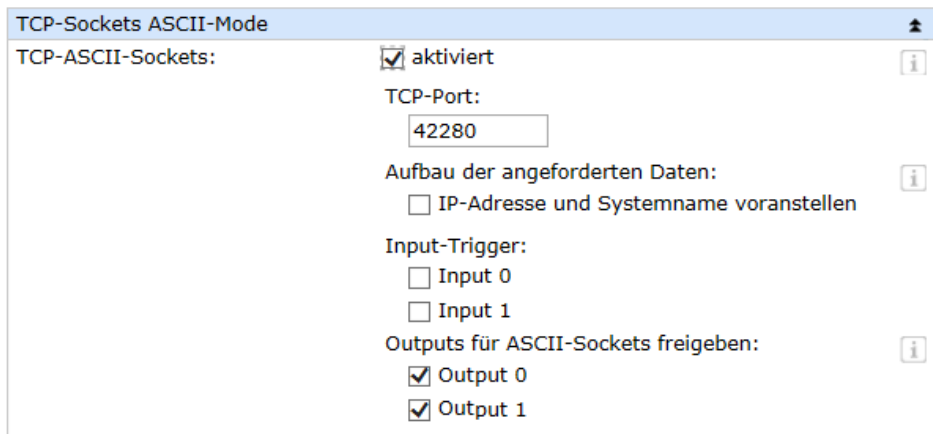 TCP-Sockets ASCII-Mode
TCP-ASCII-Sockets: aktiviert
TCP-Port:
42280
Aufbau der angeforderten Daten:
IP-Adresse und Systemname voranstellen
Input-Trigger:
Input 0
Input 1
Outputs für ASCII-Sockets freigeben:
Output 0
Output 1